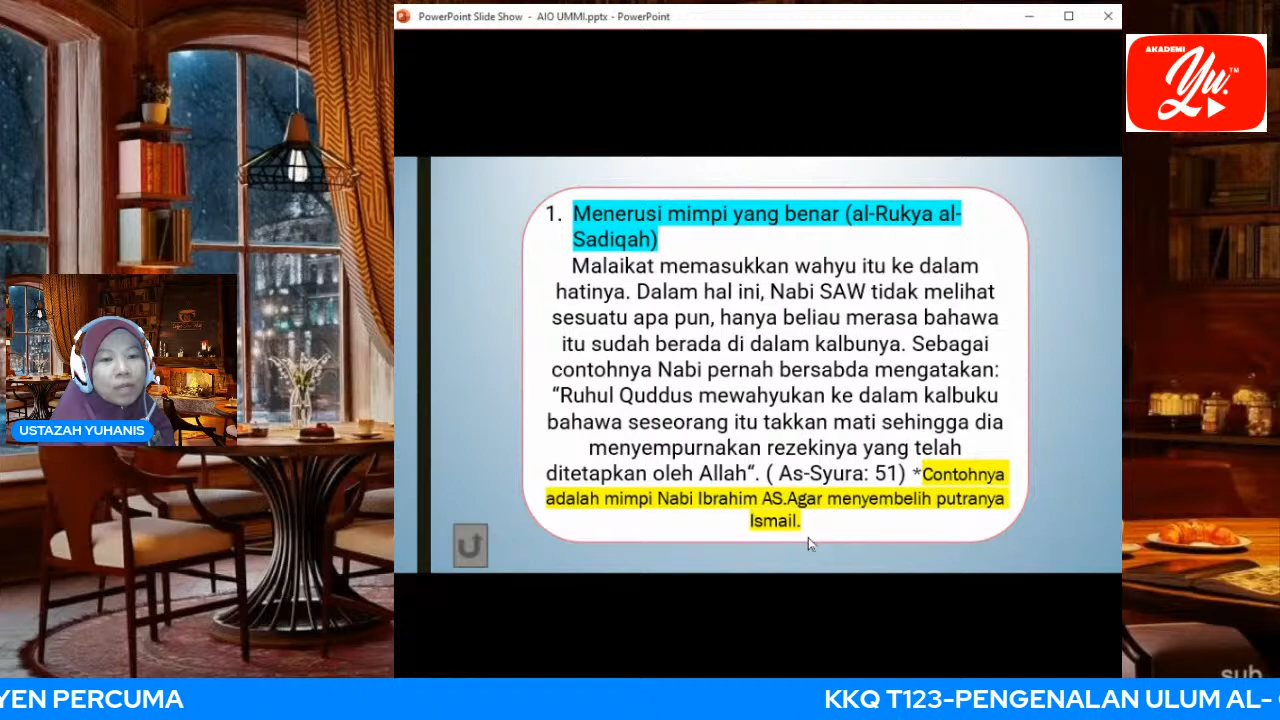 PowerPoint Slide Show - AIO UMMI.pptx - PowerPoint
AKADEMI
Yu.
TM
1. Menerusi mimpi yang benar (al-Rukya al-
Sadiqah)
Malaikat memasukkan wahyu itu ke dalam
hatinya. Dalam hal ini, Nabi SAW tidak melihat
sesuatu apa pun, hanya beliau merasa bahawa
itu sudah berada di dalam kalbunya. Sebagai
contohnya Nabi pernah bersabda mengatakan:
“Ruhul Quddus mewahyukan ke dalam kalbuku
bahawa seseorang itu takkan mati sehingga dia
menyempurnakan rezekinya yang telah
ditetapkan oleh Allah“. ( As-Syura: 51) *Contohnya
adalah mimpi Nabi Ibrahim AS.Agar menyembelih putranya
Ismail.
USTAZAH YUHANIS
sub
YEN PERCUMA
KKQ T123-PENGENALAN ULUM AL-